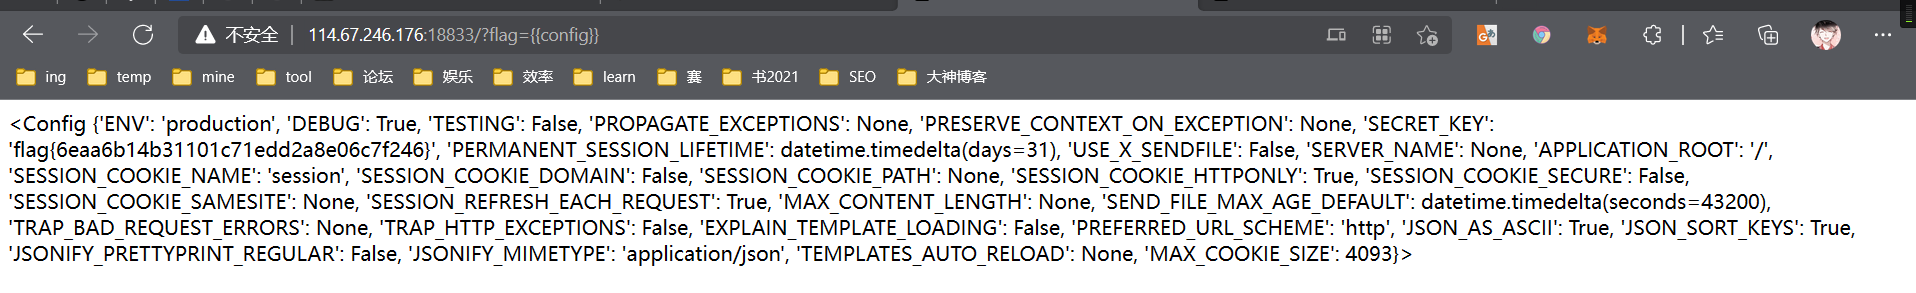 不安全 | 114.67.246.176:18833/?flag={{config}}
ing temp mine tool 论坛 娱乐 效率 learn 赛 书2021 SEO 大神博客
<Config {'ENV': 'production', 'DEBUG': True, 'TESTING': False, 'PROPAGATE_EXCEPTIONS': None, 'PRESERVE_CONTEXT_ON_EXCEPTION': None, 'SECRET_KEY':
'flag{6eaa6b14b31101c71edd2a8e06c7f246}', 'PERMANENT_SESSION_LIFETIME': datetime.timedelta(days=31), 'USE_X_SENDFILE': False, 'SERVER_NAME': None, 'APPLICATION_ROOT': '/',
'SESSION_COOKIE_NAME': 'session', 'SESSION_COOKIE_DOMAIN': False, 'SESSION_COOKIE_PATH': None, 'SESSION_COOKIE_HTTPONLY': True, 'SESSION_COOKIE_SECURE': False,
'SESSION_COOKIE_SAMESITE': None, 'SESSION_REFRESH_EACH_REQUEST': True, 'MAX_CONTENT_LENGTH': None, 'SEND_FILE_MAX_AGE_DEFAULT': datetime.timedelta(seconds=43200),
'TRAP_BAD_REQUEST_ERRORS': None, 'TRAP_HTTP_EXCEPTIONS': False, 'EXPLAIN_TEMPLATE_LOADING': False, 'PREFERRED_URL_SCHEME': 'http', 'JSON_AS_ASCII': True, 'JSON_SORT_KEYS': True,
'JSONIFY_PRETTYPRINT_REGULAR': False, 'JSONIFY_MIMETYPE': 'application/json', 'TEMPLATES_AUTO_RELOAD': None, 'MAX_COOKIE_SIZE': 4093}>